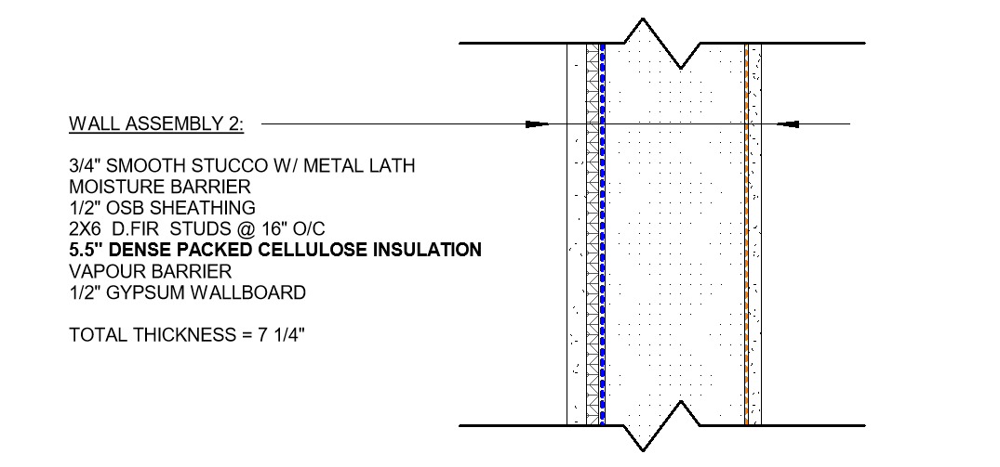 WALL ASSEMBLY 2:
3/4" SMOOTH STUCCO W/ METAL LATH
MOISTURE BARRIER
1/2" OSB SHEATHING
2X6 D.FIR STUDS @ 16" O/C
5.5" DENSE PACKED CELLULOSE INSULATION
VAPOUR BARRIER
1/2" GYPSUM WALLBOARD
TOTAL THICKNESS = 7 1/4"